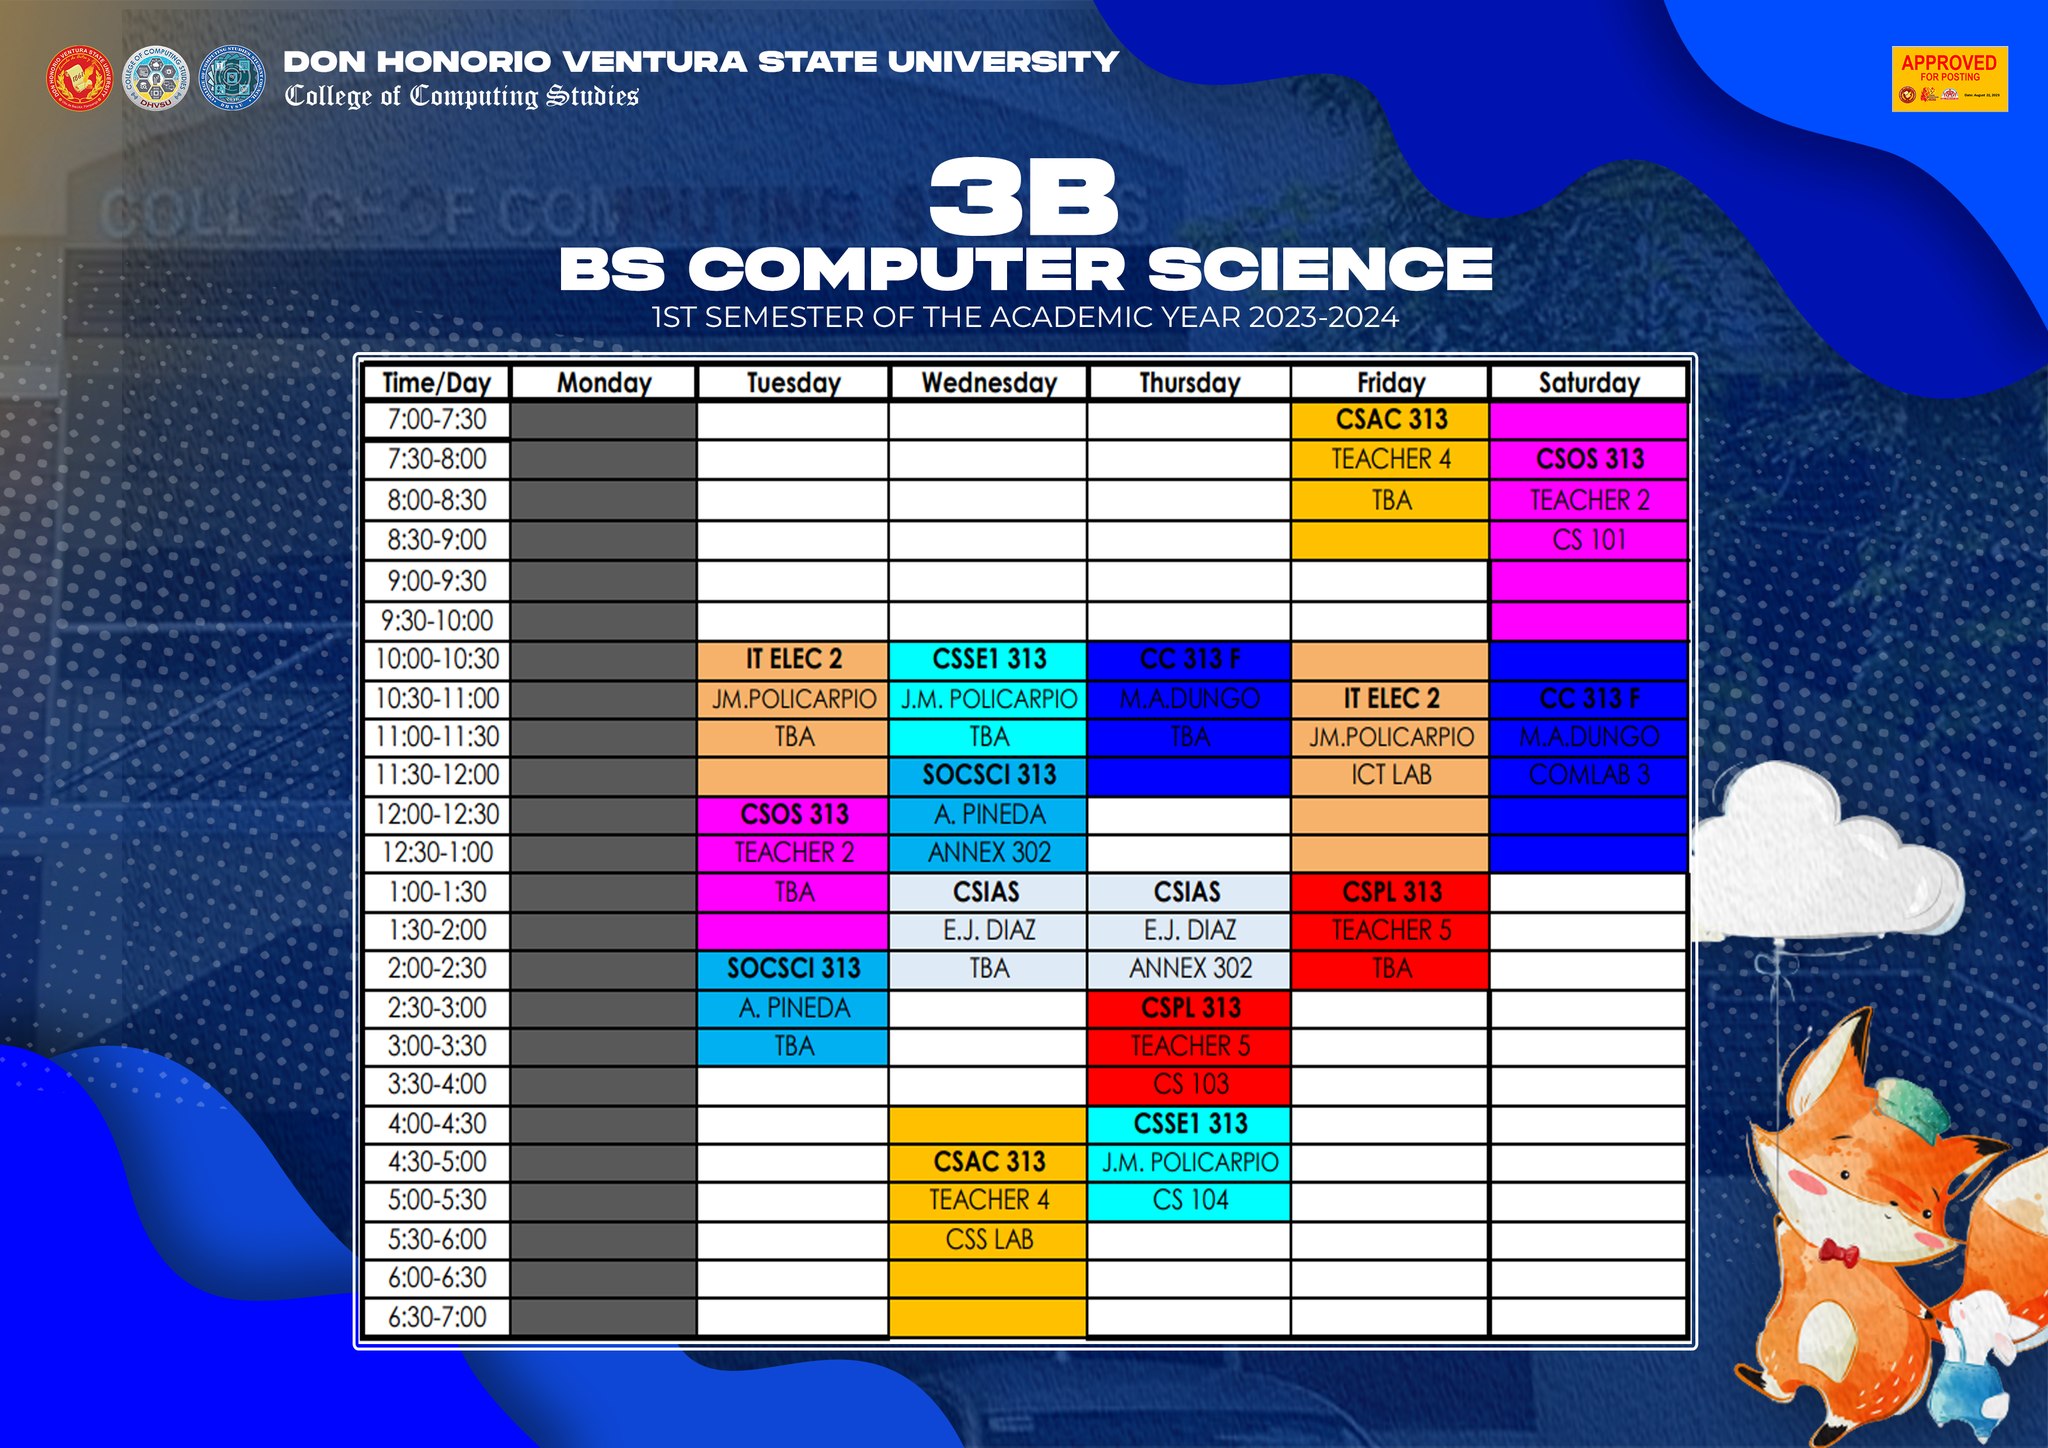 DON HONORIO VENTURA STATE UNIVERSITY
College of Computing Studies
APPROVED
FOR POSTING
COLLEGE OF COMPUTING
3B
BS COMPUTER SCIENCE
1ST SEMESTER OF THE ACADEMIC YEAR 2023-2024
Time/Day Monday Tuesday Wednesday Thursday Friday Saturday
7:00-7:30 CSAC 313
7:30-8:00 TEACHER 4 CSOS 313
8:00-8:30 TBA TEACHER 2
8:30-9:00 CS 101
9:00-9:30
9:30-10:00
10:00-10:30 IT ELEC 2 CSSE1 313 CC 313 F
10:30-11:00 JM.POLICARPIO J.M. POLICARPIO M.A.DUNGO IT ELEC 2 CC 313 F
11:00-11:30 TBA TBA TBA JM.POLICARPIO M.A.DUNGO
11:30-12:00 SOCSCI 313 ICT LAB COMLAB 3
12:00-12:30 CSOS 313 A. PINEDA
12:30-1:00 TEACHER 2 ANNEX 302
1:00-1:30 TBA CSIAS CSIAS CSPL 313
1:30-2:00 E.J. DIAZ E.J. DIAZ TEACHER 5
2:00-2:30 SOCSCI 313 TBA ANNEX 302 TBA
2:30-3:00 A. PINEDA CSPL 313
3:00-3:30 TBA TEACHER 5
3:30-4:00 CS 103
4:00-4:30 CSSE1 313
4:30-5:00 CSAC 313 J.M. POLICARPIO
5:00-5:30 TEACHER 4 CS 104
5:30-6:00 CSS LAB
6:00-6:30
6:30-7:00